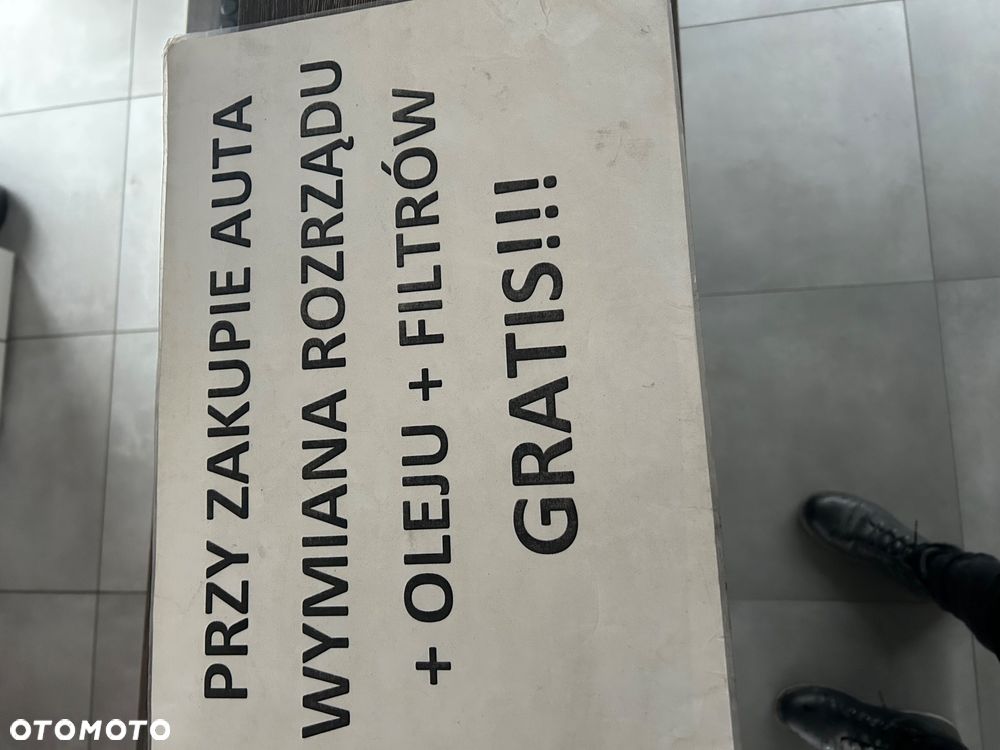 PRZY ZAKUPIE AUTA
WYMIANA ROZRZĄDU
+ OLEJU + FILTRÓW
GRATIS!!!
OTOMOTO